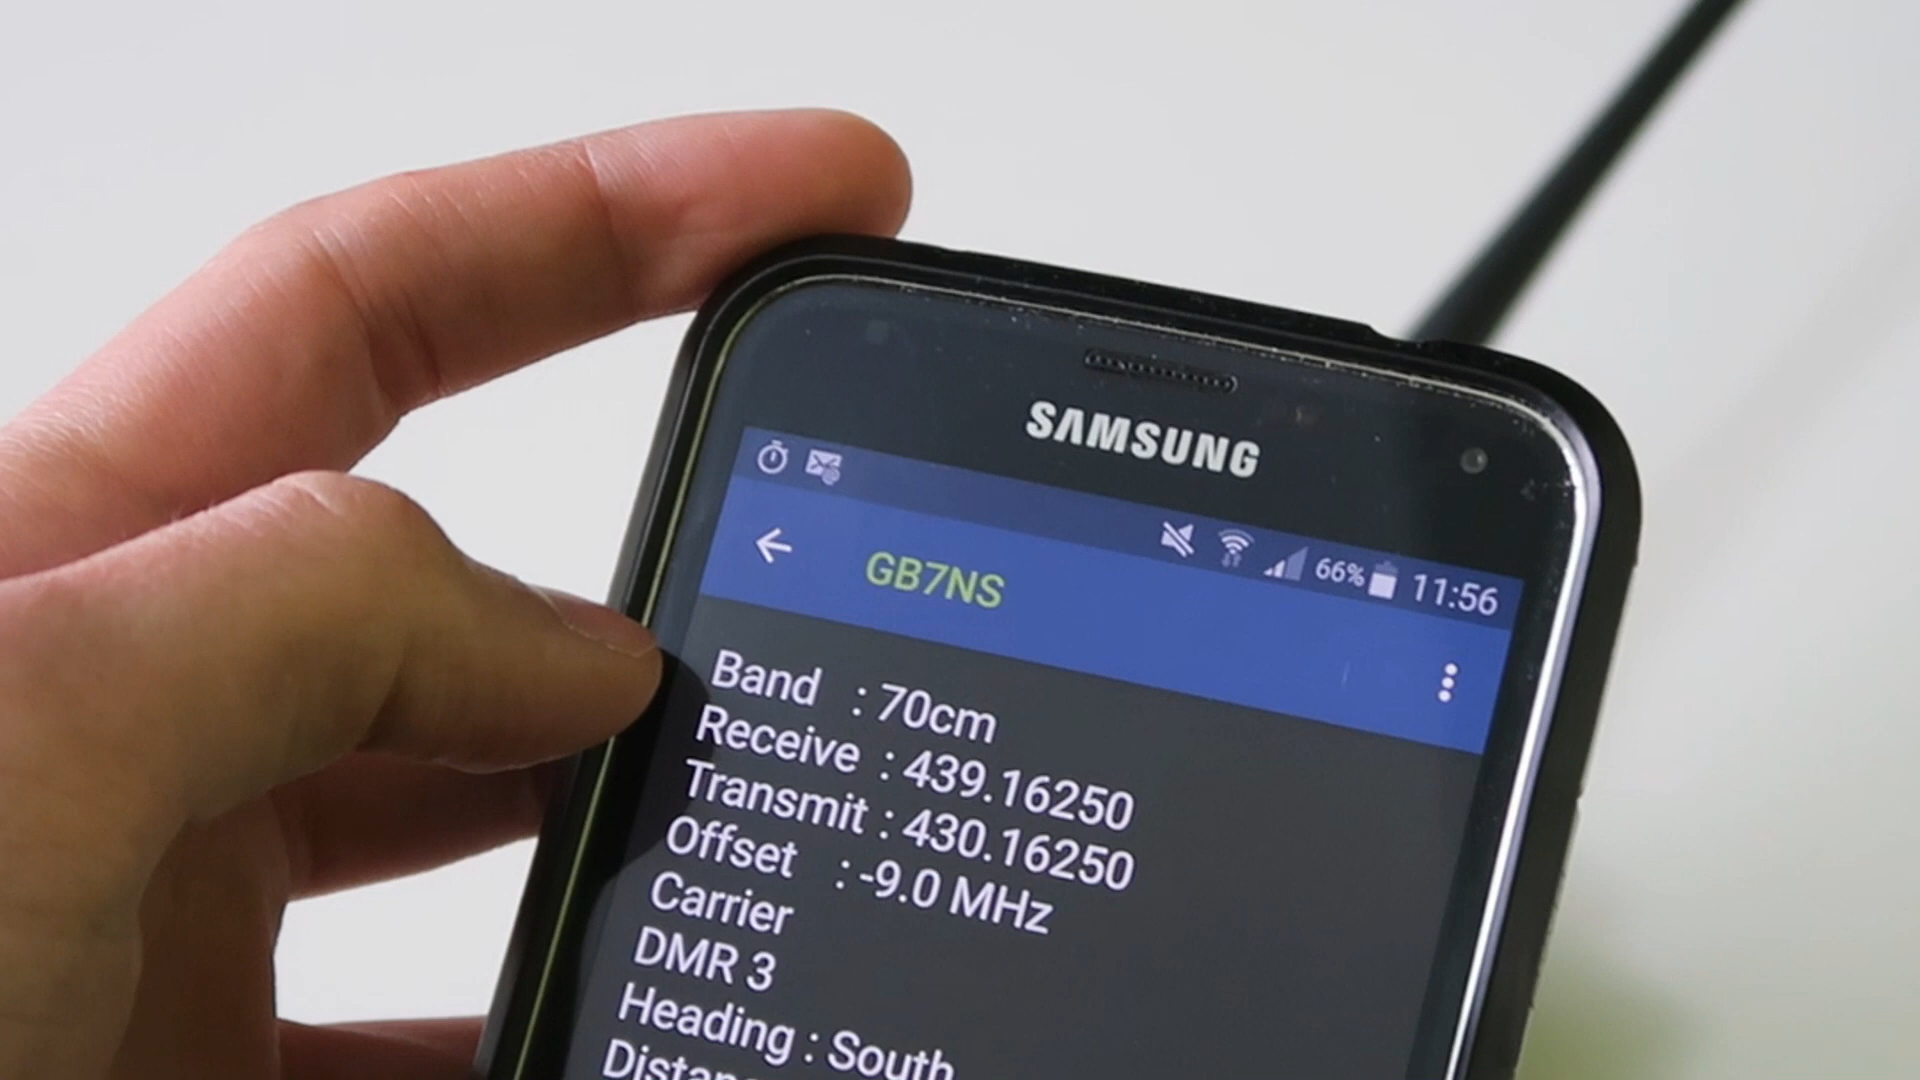 SAMSUNG
66% 11:56
GB7NS
Band : 70cm
Receive : 439.16250
Transmit : 430.16250
Offset : -9.0 MHz
Carrier
DMR 3
Heading : South